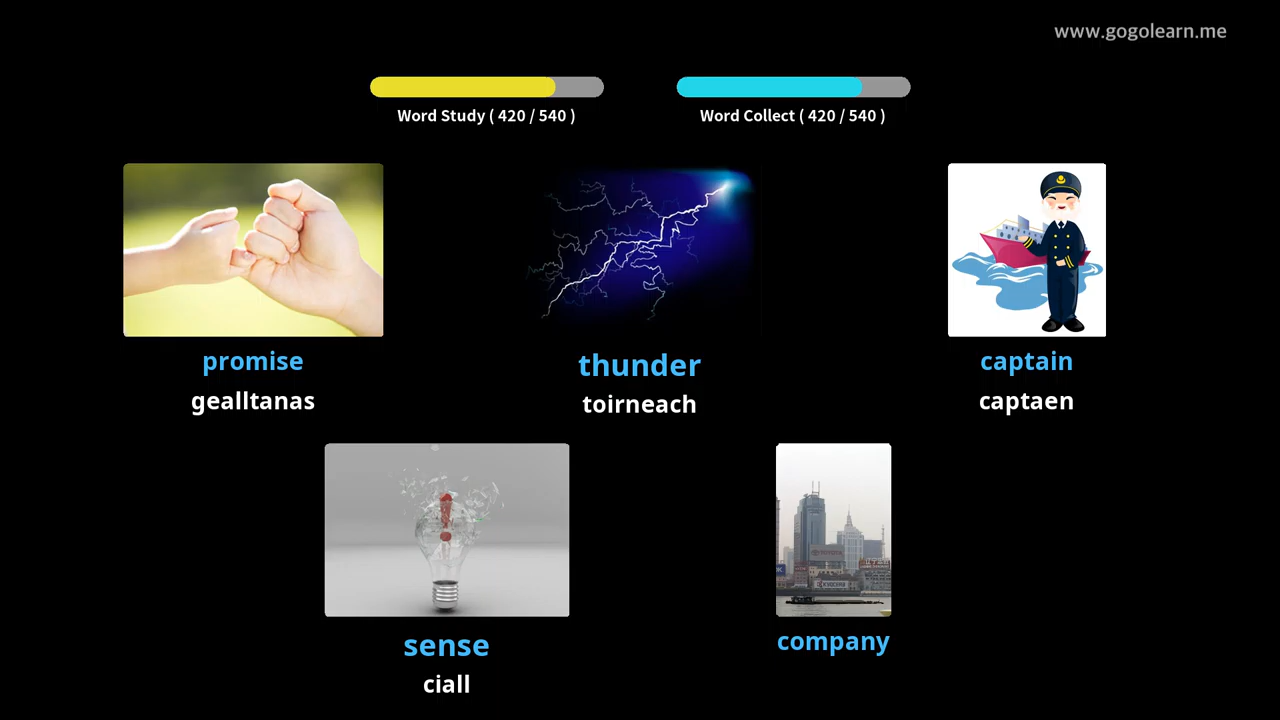 www.gogolearn.me
Word Study ( 420 / 540 )
Word Collect ( 420 / 540 )
promise
thunder
captain
gealltanas
toirneach
captaen
sense
company
ciall